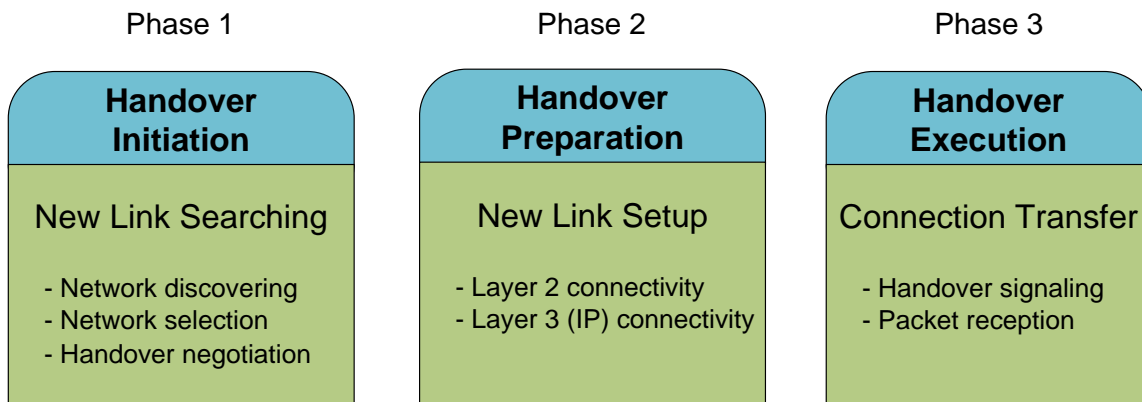 Phase 1
Handover
Initiation
New Link Searching
- Network discovering
- Network selection
- Handover negotiation
Phase 2
Handover
Preparation
New Link Setup
- Layer 2 connectivity
- Layer 3 (IP) connectivity
Phase 3
Handover
Execution
Connection Transfer
- Handover signaling
- Packet reception